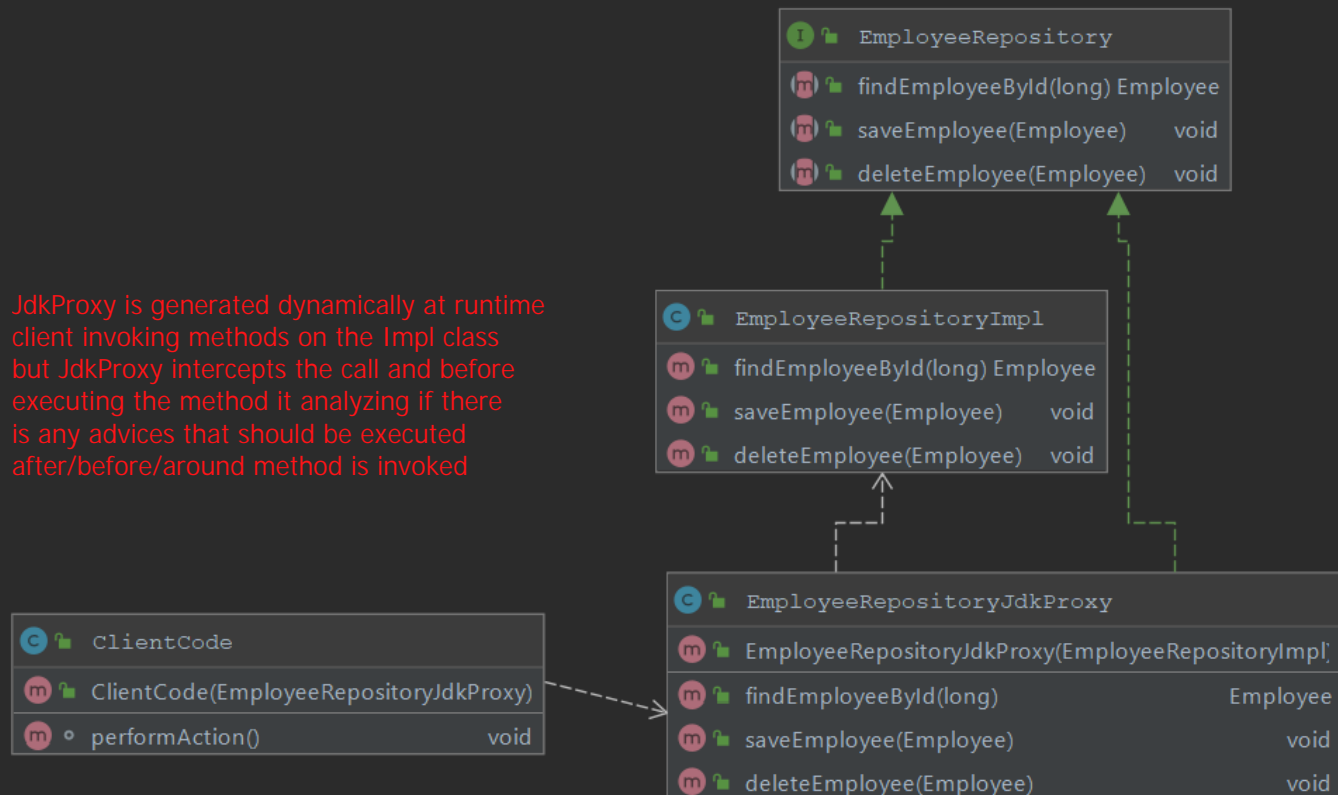 EmployeeRepository
findEmployeeById(long) Employee
saveEmployee(Employee) void
deleteEmployee(Employee) void
JdkProxy is generated dynamically at runtime
client invoking methods on the Impl class
but JdkProxy intercepts the call and before
executing the method it analyzing if there
is any advices that should be executed
after/before/around method is invoked
EmployeeRepositoryImpl
findEmployeeById(long) Employee
saveEmployee(Employee) void
deleteEmployee(Employee) void
ClientCode
ClientCode(EmployeeRepositoryJdkProxy)
performAction() void
EmployeeRepositoryJdkProxy
EmployeeRepositoryJdkProxy(EmployeeRepositoryImpl)
findEmployeeById(long) Employee
saveEmployee(Employee) void
deleteEmployee(Employee) void